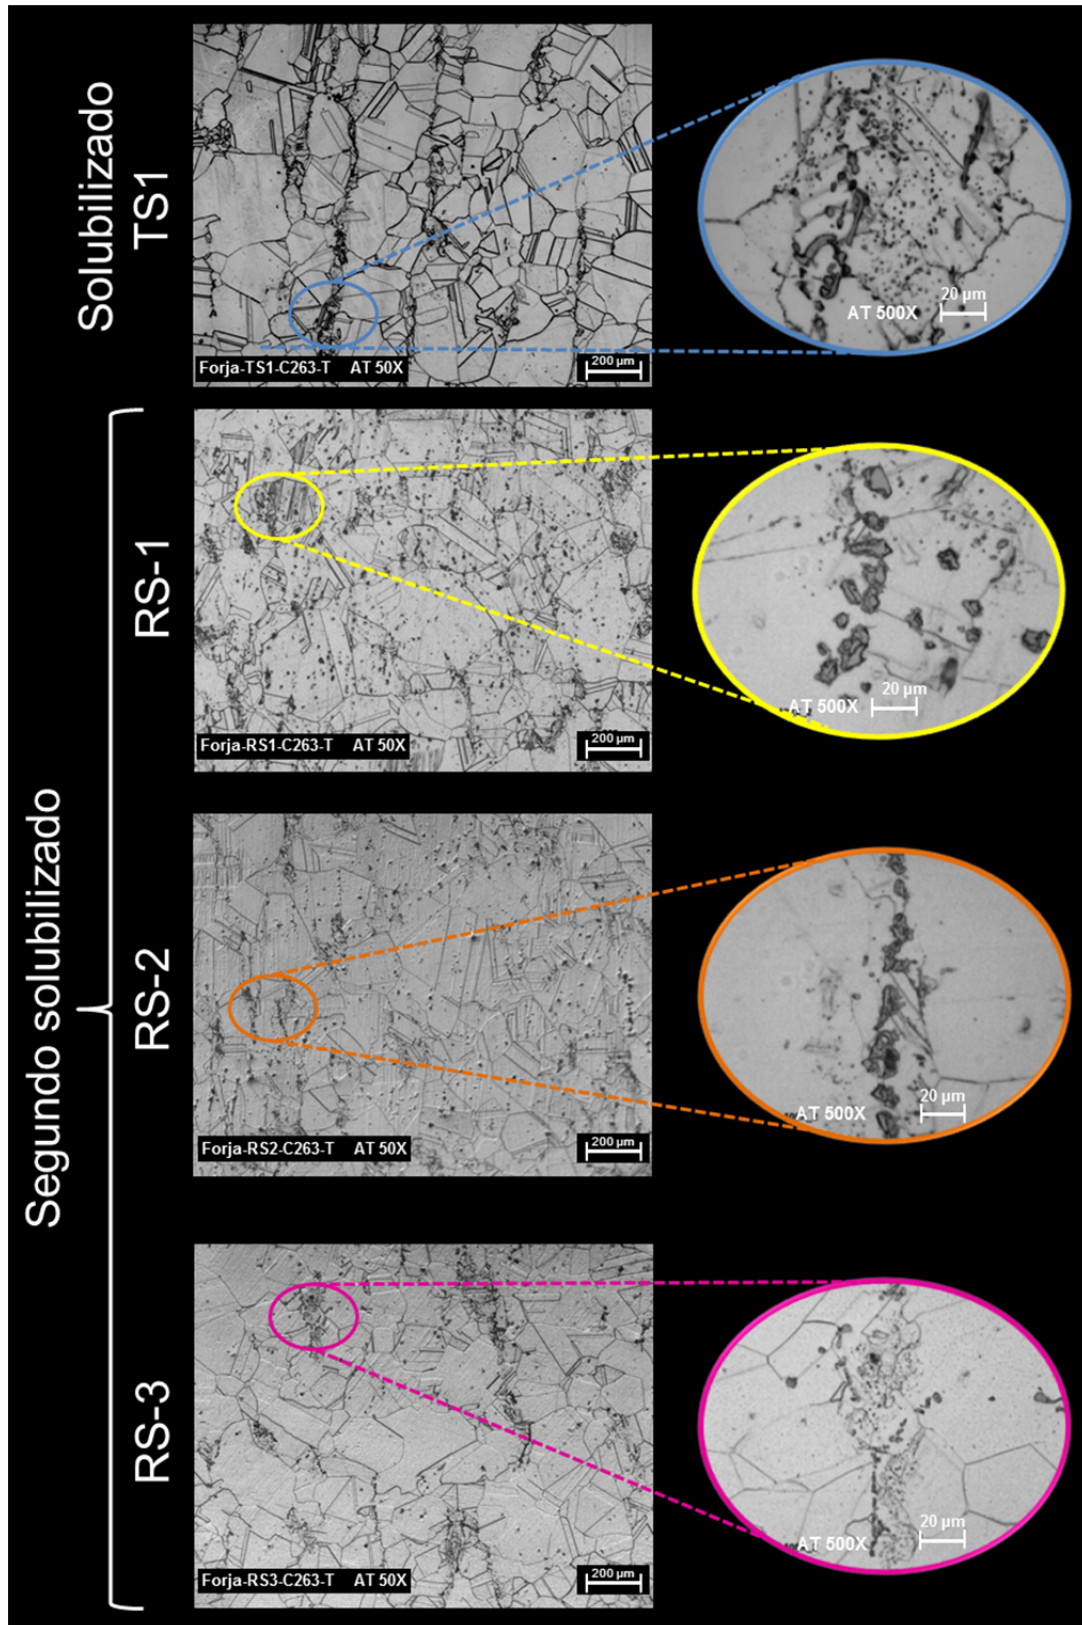 Solubilizado
TS1
AT 500X
20 µm
Forja-TS1-C263-T AT 50X
200 µm
Segundo solubilizado
RS-1
AT 500X
20 µm
Forja-RS1-C263-T AT 50X
200 µm
RS-2
AT 500X
20 µm
Forja-RS2-C263-T AT 50X
200 µm
RS-3
AT 500X
20 µm
Forja-RS3-C263-T AT 50X
200 µm